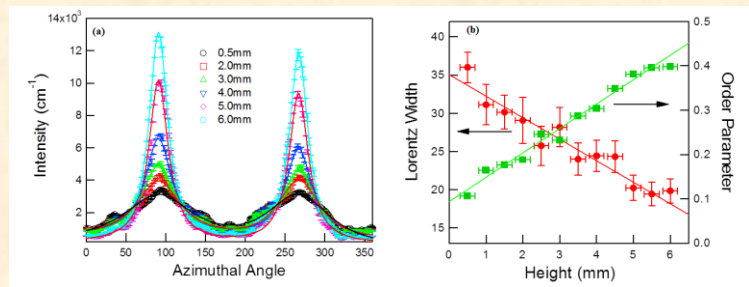 14x10³
12
10
8
6
4
2
0 50 100 150 200 250 300 350
Intensity (cm⁻¹)
Azimuthal Angle
(a)
0.5mm
2.0mm
3.0mm
4.0mm
5.0mm
6.0mm
(b)
40
35
30
25
20
15
Lorentz Width
0 1 2 3 4 5 6
Height (mm)
0.5
0.4
0.3
0.2
0.1
0.0
Order Parameter